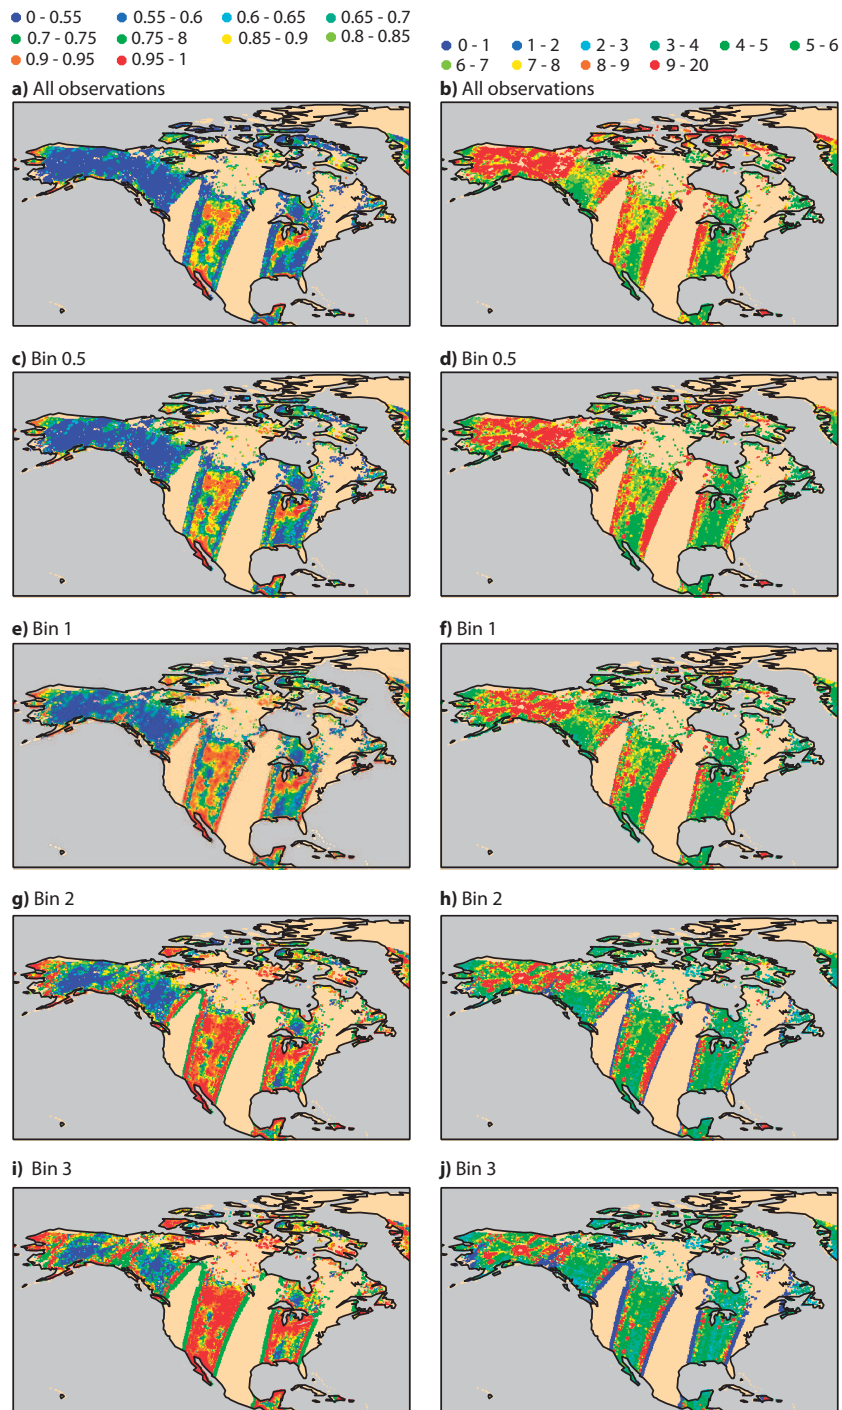 0 - 0.55 0.55 - 0.6 0.6 - 0.65 0.65 - 0.7
0.7 - 0.75 0.75 - 8 0.85 - 0.9 0.8 - 0.85
0.9 - 0.95 0.95 - 1
0 - 1 1 - 2 2 - 3 3 - 4 4 - 5 5 - 6
6 - 7 7 - 8 8 - 9 9 - 20
a) All observations
b) All observations
c) Bin 0.5
d) Bin 0.5
e) Bin 1
f) Bin 1
g) Bin 2
h) Bin 2
i) Bin 3
j) Bin 3